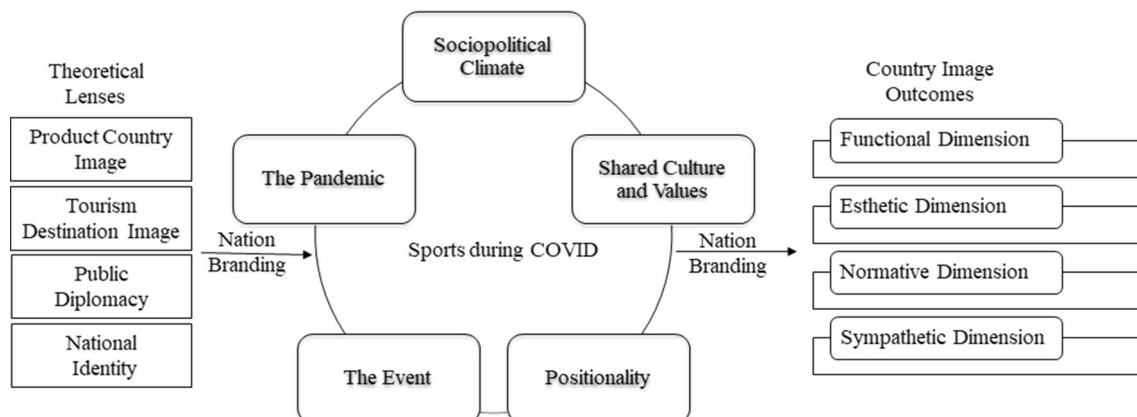 Theoretical
Lenses
Product Country
Image
Tourism
Destination Image
Public
Diplomacy
National
Identity
Nation
Branding
Sociopolitical
Climate
The Pandemic
Shared Culture
and Values
Sports during COVID
The Event
Positionality
Nation
Branding
Country Image
Outcomes
Functional Dimension
Esthetic Dimension
Normative Dimension
Sympathetic Dimension